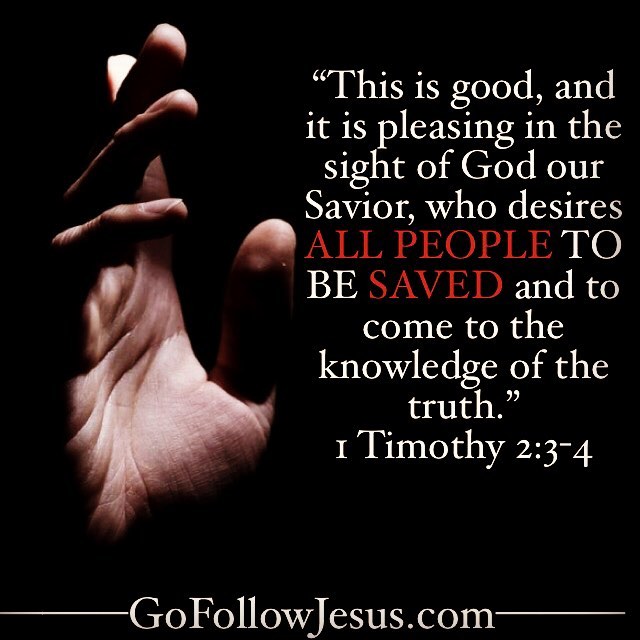 “This is good, and
it is pleasing in the
sight of God our
Savior, who desires
ALL PEOPLE TO
BE SAVED and to
come to the
knowledge of the
truth.”
1 Timothy 2:3-4
GoFollowJesus.com